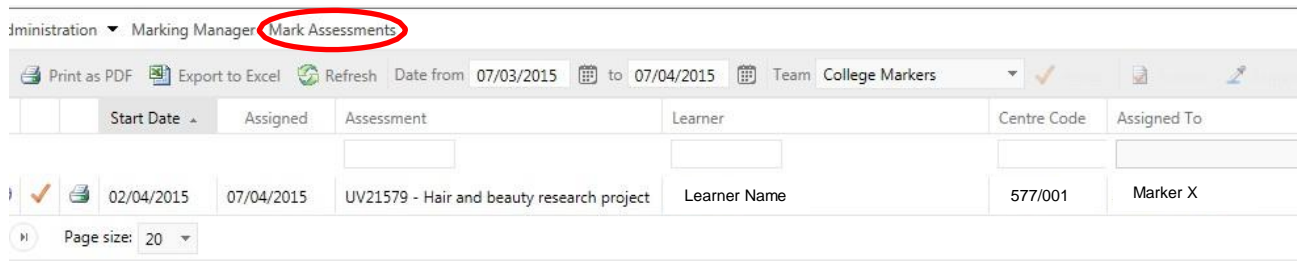 dministration Marking Manager Mark Assessments
Print as PDF Export to Excel Refresh Date from 07/03/2015 to 07/04/2015 Team College Markers
Start Date Assigned Assessment Learner Centre Code Assigned To
02/04/2015 07/04/2015 UV21579 - Hair and beauty research project Learner Name 577/001 Marker X
Page size: 20